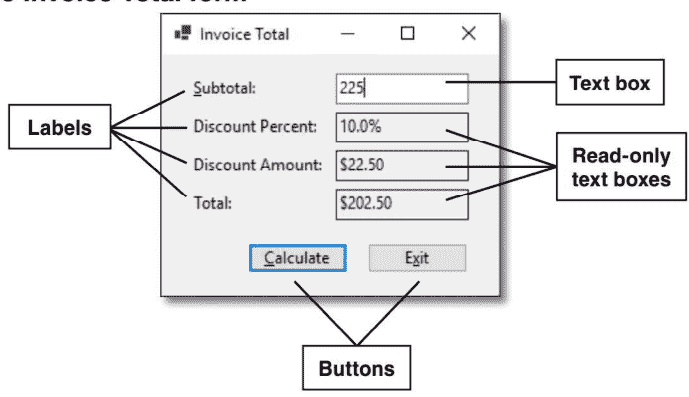 Invoice Total form
Invoice Total
Subtotal:
225
Text box
Labels
Discount Percent:
10.0%
Discount Amount:
$22.50
Read-only
text boxes
Total:
$202.50
Calculate
Exit
Buttons